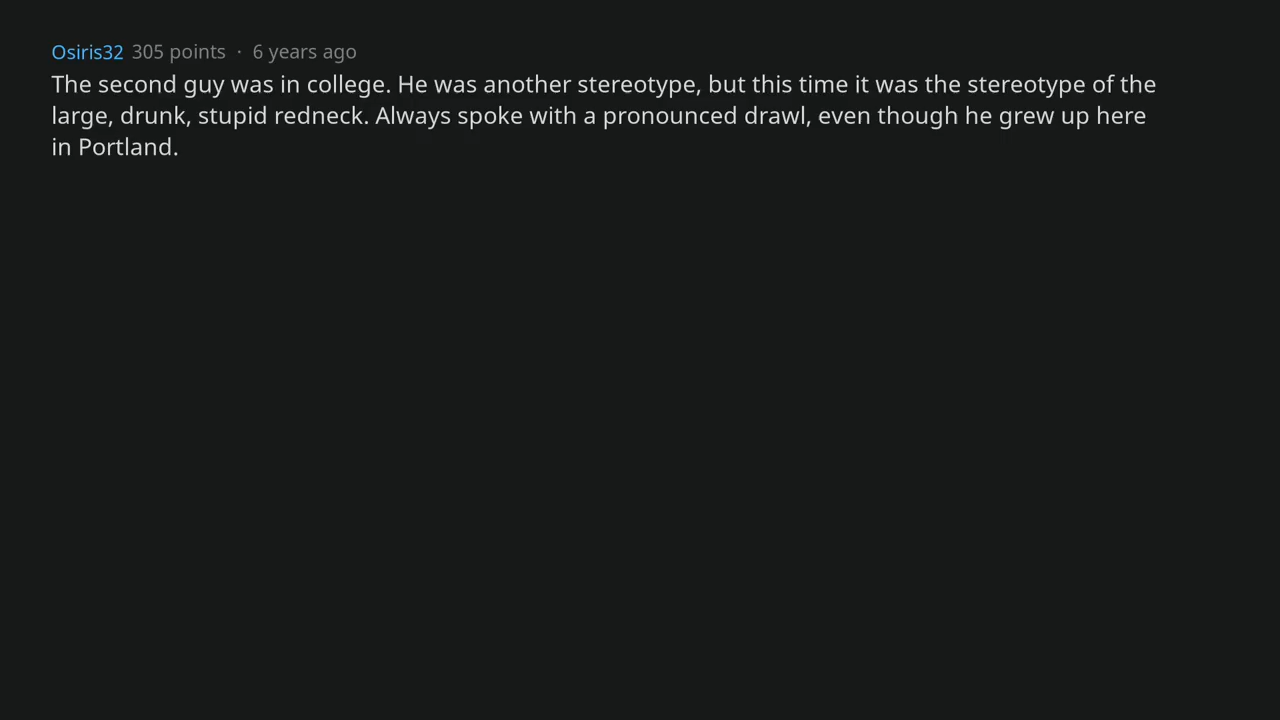 Osiris32 305 points · 6 years ago
The second guy was in college. He was another stereotype, but this time it was the stereotype of the
large, drunk, stupid redneck. Always spoke with a pronounced drawl, even though he grew up here
in Portland.